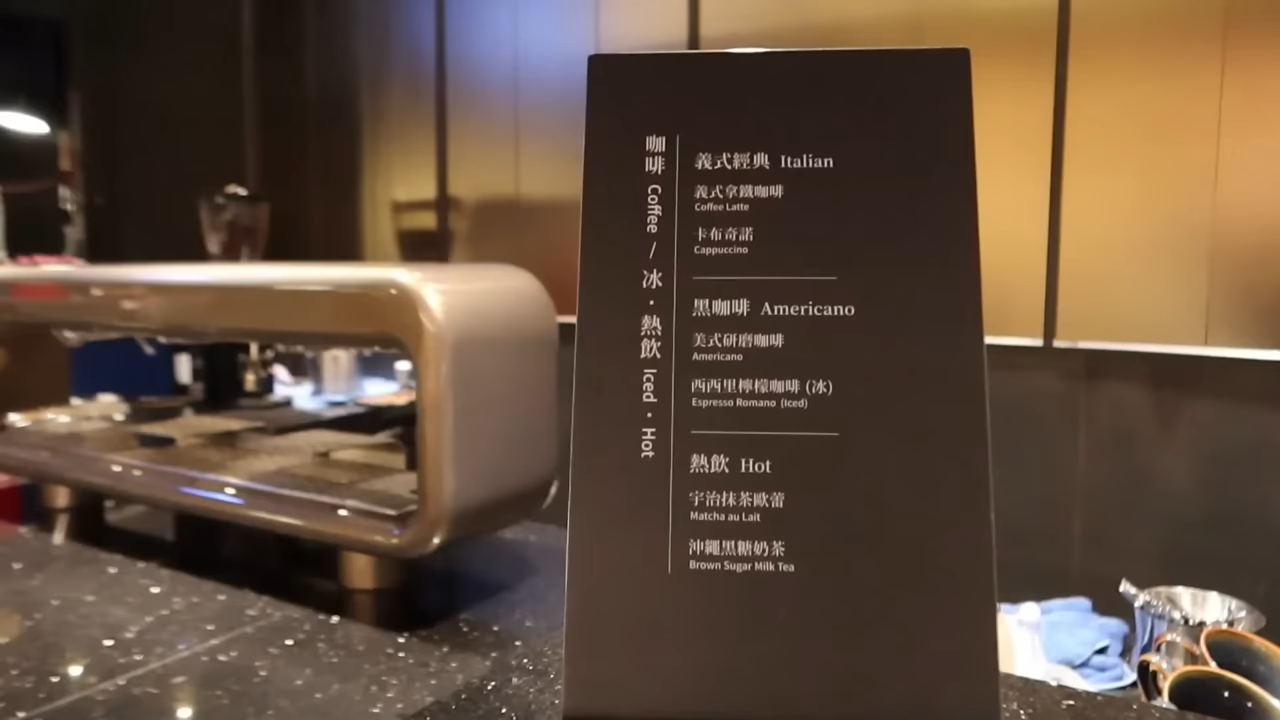 咖啡 Coffee / 冰・熱飲 Iced・Hot
義式經典 Italian
義式拿鐵咖啡
Coffee Latte
卡布奇諾
Cappuccino
黑咖啡 Americano
美式研磨咖啡
Americano
西西里檸檬咖啡 (冰)
Espresso Romano (Iced)
熱飲 Hot
宇治抹茶歐蕾
Matcha au Lait
沖繩黑糖奶茶
Brown Sugar Milk Tea